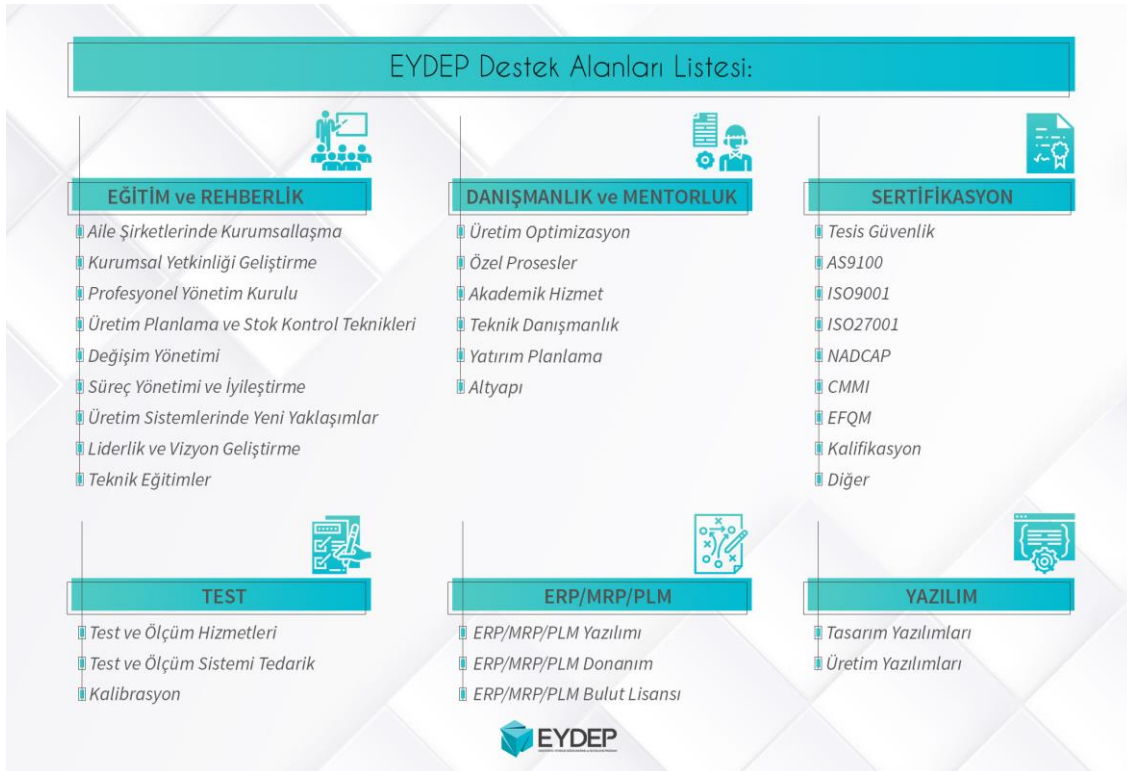 EYDEP Destek Alanları Listesi:
EĞİTİM ve REHBERLİK
Aile Şirketlerinde Kurumsallaşma
Kurumsal Yetkinliği Geliştirme
Profesyonel Yönetim Kurulu
Üretim Planlama ve Stok Kontrol Teknikleri
Değişim Yönetimi
Süreç Yönetimi ve İyileştirme
Üretim Sistemlerinde Yeni Yaklaşımlar
Liderlik ve Vizyon Geliştirme
Teknik Eğitimler
DANIŞMANLIK ve MENTORLUK
Üretim Optimizasyon
Özel Prosesler
Akademik Hizmet
Teknik Danışmanlık
Yatırım Planlama
Altyapı
SERTİFİKASYON
Tesis Güvenlik
AS9100
ISO9001
ISO27001
NADCAP
CMMI
EFQM
Kalifikasyon
Diğer
TEST
Test ve Ölçüm Hizmetleri
Test ve Ölçüm Sistemi Tedarik
Kalibrasyon
ERP/MRP/PLM
ERP/MRP/PLM Yazılımı
ERP/MRP/PLM Donanım
ERP/MRP/PLM Bulut Lisansı
YAZILIM
Tasarım Yazılımları
Üretim Yazılımları
EYDEP